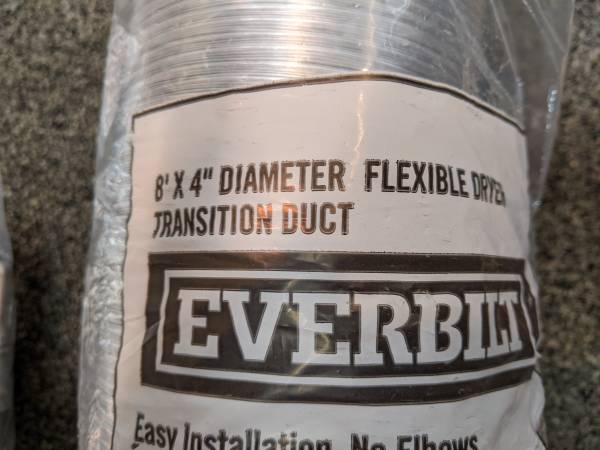 8' X 4" DIAMETER FLEXIBLE DRYER
TRANSITION DUCT
EVERBILT
Easy Installation No Elbows